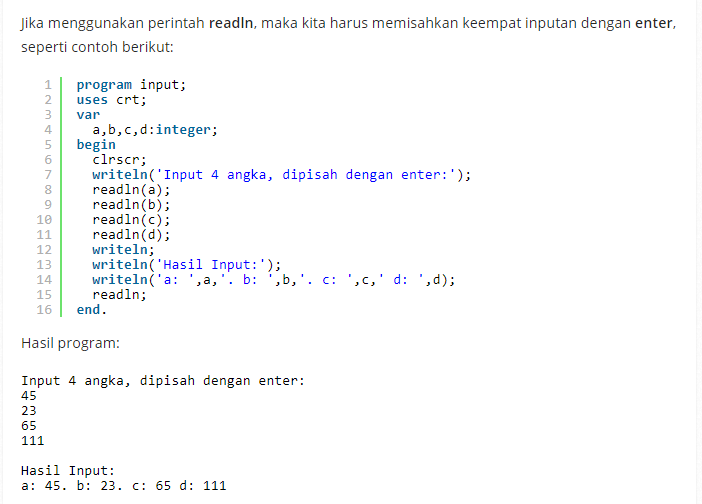 Jika menggunakan perintah readln, maka kita harus memisahkan keempat inputan dengan enter,
seperti contoh berikut:
1 program input;
2 uses crt;
3 var
4   a,b,c,d:integer;
5 begin
6   clrscr;
7   writeln('Input 4 angka, dipisah dengan enter:');
8   readln(a);
9   readln(b);
10   readln(c);
11   readln(d);
12   writeln;
13   writeln('Hasil Input:');
14   writeln('a: ',a,'. b: ',b,'. c: ',c,' d: ',d);
15   readln;
16 end.
Hasil program:
Input 4 angka, dipisah dengan enter:
45
23
65
111
Hasil Input:
a: 45. b: 23. c: 65 d: 111